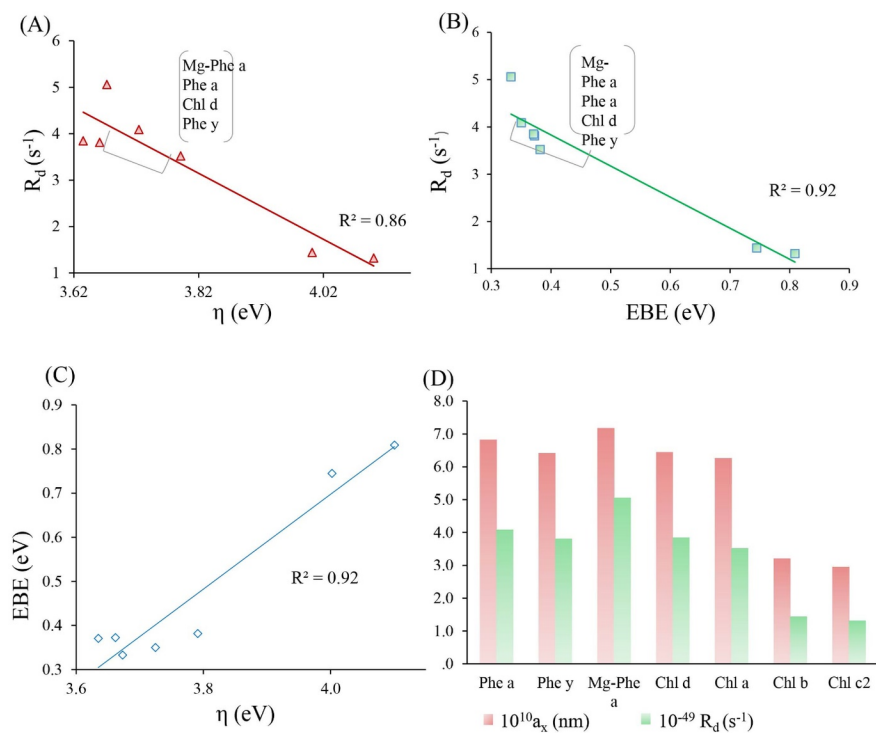 (A)
6
5
4
3
2
1
R_d (s⁻¹)
Mg-Phe a
Phe a
Chl d
Phe y
R² = 0.86
3.62
3.82
4.02
η (eV)
(B)
6
5
4
3
2
1
R_d (s⁻¹)
Mg-
Phe a
Phe a
Chl d
Phe y
R² = 0.92
0.3
0.4
0.5
0.6
0.7
0.8
0.9
EBE (eV)
(C)
0.9
0.8
0.7
0.6
0.5
0.4
0.3
EBE (eV)
R² = 0.92
3.6
3.8
4.0
η (eV)
(D)
8.0
7.0
6.0
5.0
4.0
3.0
2.0
1.0
.0
Phe a
Phe y
Mg-Phe
a
Chl d
Chl a
Chl b
Chl c2
10¹⁰aₓ (nm)
10⁻⁴⁹ R_d (s⁻¹)